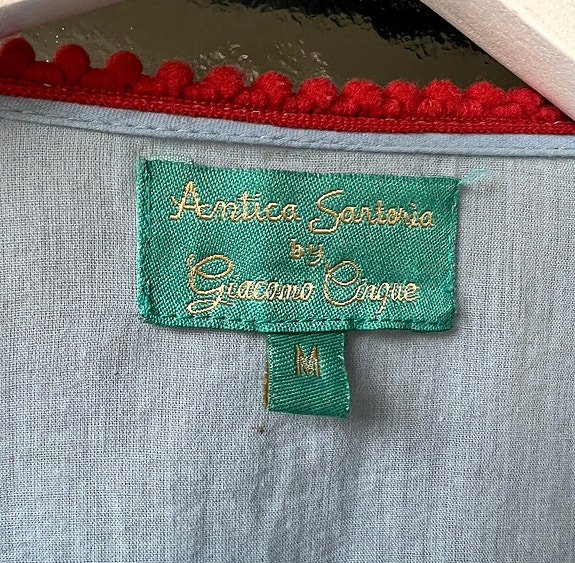 Antica Sartoria
by
Giacomo Cinque
M